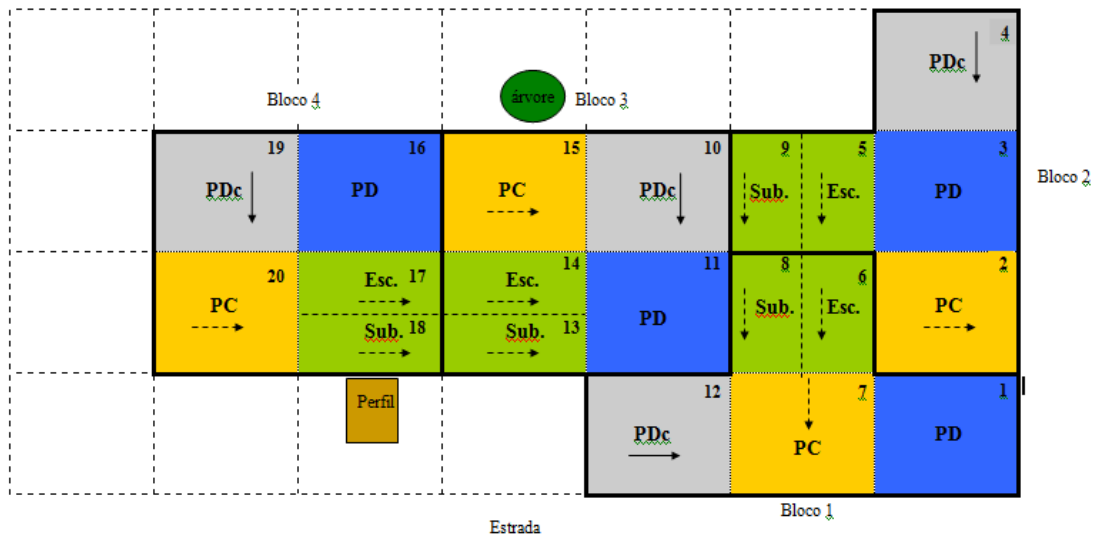 4
PDc
Bloco 4
árvore
Bloco 3
19
16
15
10
9
5
3
PDc
PD
PC
PDc
Sub.
Esc.
PD
Bloco 2
20
Esc. 17
Esc. 14
11
8
6
2
PC
Sub. 18
Sub. 13
PD
Sub.
Esc.
PC
Perfil
12
7
1
PDc
PC
PD
Bloco 1
Estrada